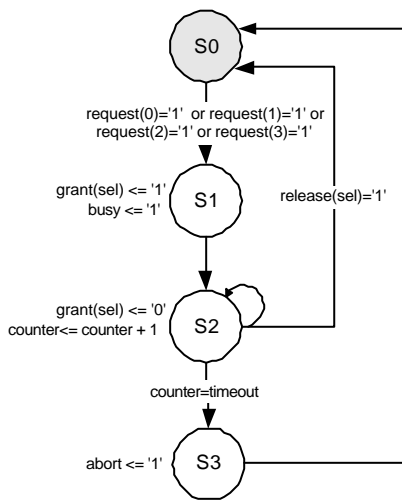 S0
request(0)='1' or request(1)='1' or
request(2)='1' or request(3)='1'
grant(sel) <= '1'
busy <= '1'
S1
release(sel)='1'
grant(sel) <= '0'
counter<= counter + 1
S2
counter=timeout
abort <= '1'
S3